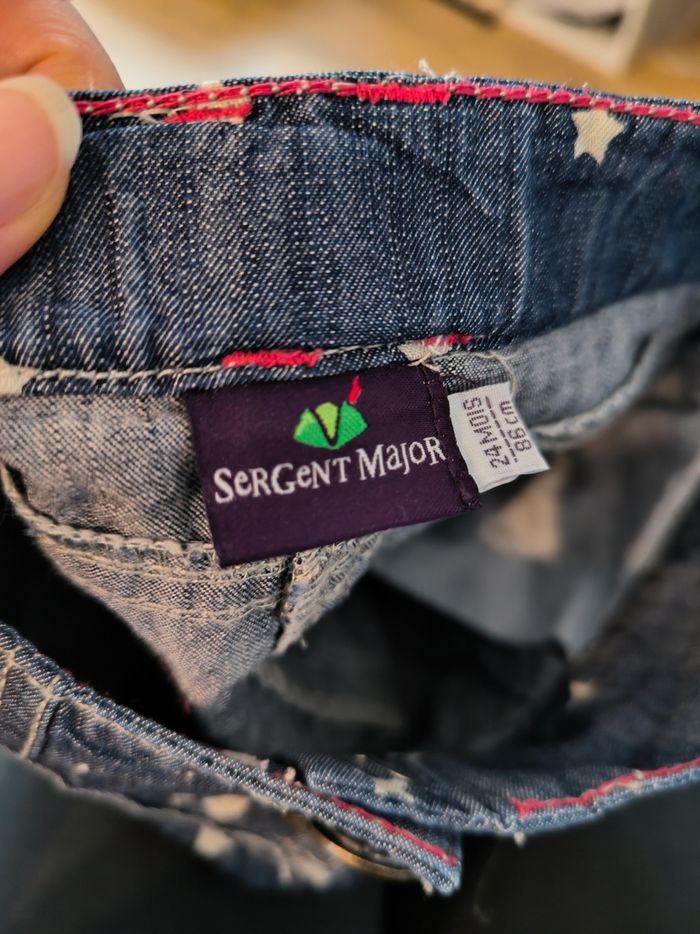 SerGenT Major
24 MOIS
86 cm